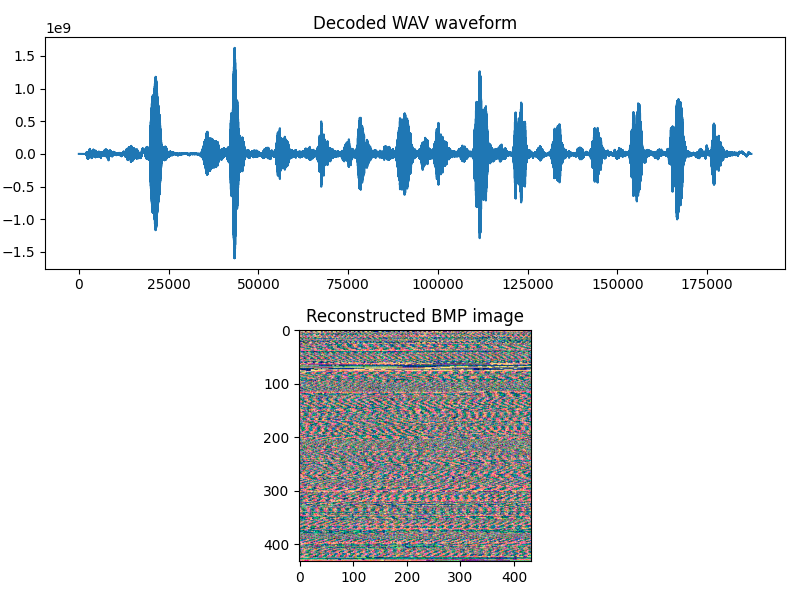 Decoded WAV waveform
1e9
1.5
1.0
0.5
0.0
−0.5
−1.0
−1.5
0 25000 50000 75000 100000 125000 150000 175000
Reconstructed BMP image
0
100
200
300
400
0 100 200 300 400